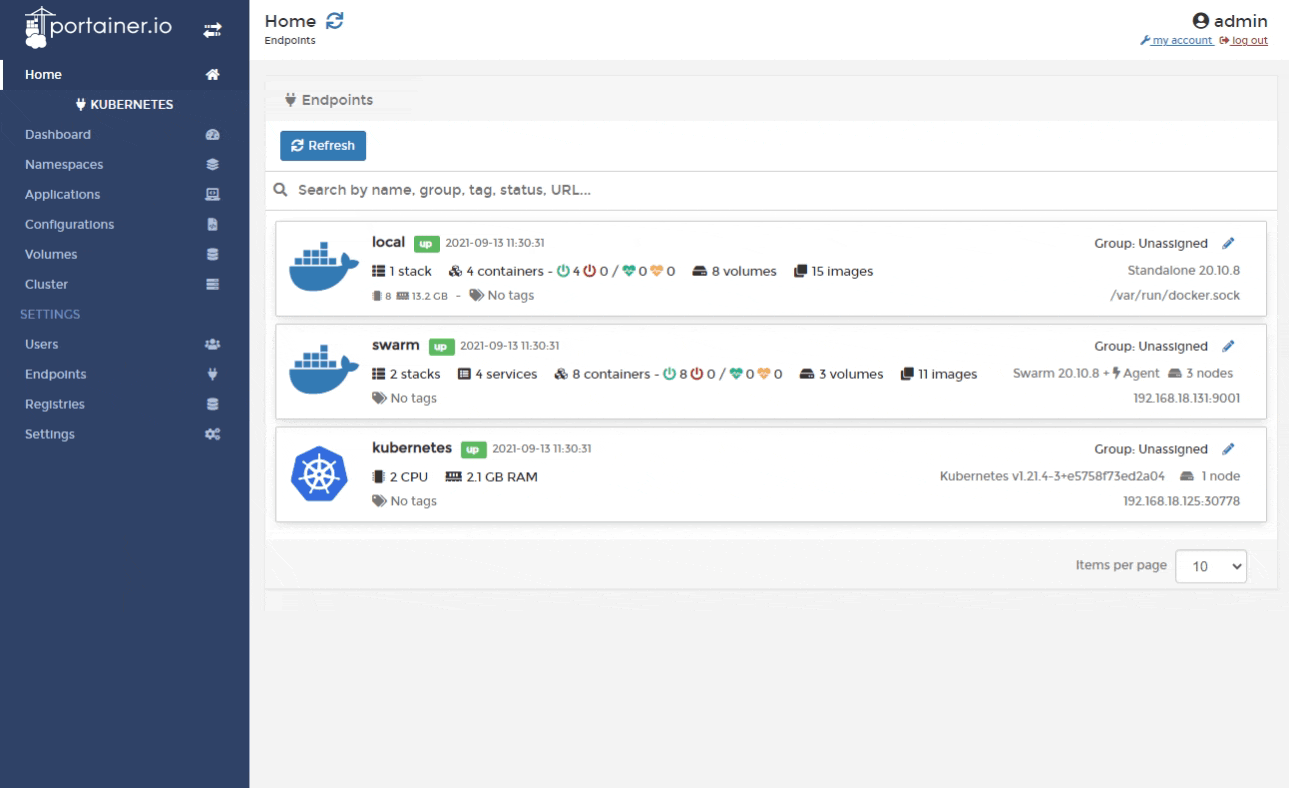 portainer.io
Home
KUBERNETES
Dashboard
Namespaces
Applications
Configurations
Volumes
Cluster
SETTINGS
Users
Endpoints
Registries
Settings
Home
Endpoints
admin
my account log out
Endpoints
Refresh
Search by name, group, tag, status, URL...
local up 2021-09-13 11:30:31 Group: Unassigned
1 stack 4 containers - 4 0 / 0 0 8 volumes 15 images Standalone 20.10.8
8 13.2 GB - No tags /var/run/docker.sock
swarm up 2021-09-13 11:30:31 Group: Unassigned
2 stacks 4 services 8 containers - 8 0 / 0 0 3 volumes 11 images Swarm 20.10.8 + Agent 3 nodes
No tags 192.168.18.131:9001
kubernetes up 2021-09-13 11:30:31 Group: Unassigned
2 CPU 2.1 GB RAM Kubernetes v1.21.4-3+e5758f73ed2a04 1 node
No tags 192.168.18.125:30778
Items per page 10